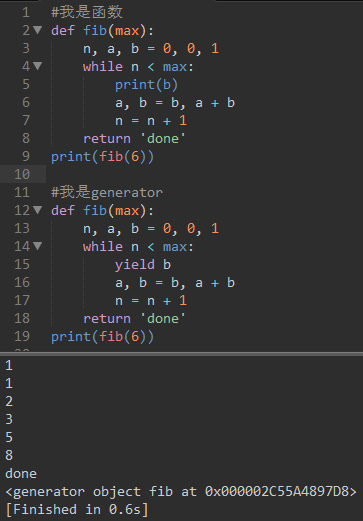 1 #我是函数
2 def fib(max):
3     n, a, b = 0, 0, 1
4     while n < max:
5         print(b)
6         a, b = b, a + b
7         n = n + 1
8     return 'done'
9 print(fib(6))
10
11 #我是generator
12 def fib(max):
13     n, a, b = 0, 0, 1
14     while n < max:
15         yield b
16         a, b = b, a + b
17         n = n + 1
18     return 'done'
19 print(fib(6))
1
1
2
3
5
8
done
<generator object fib at 0x000002C55A4897D8>
[Finished in 0.6s]